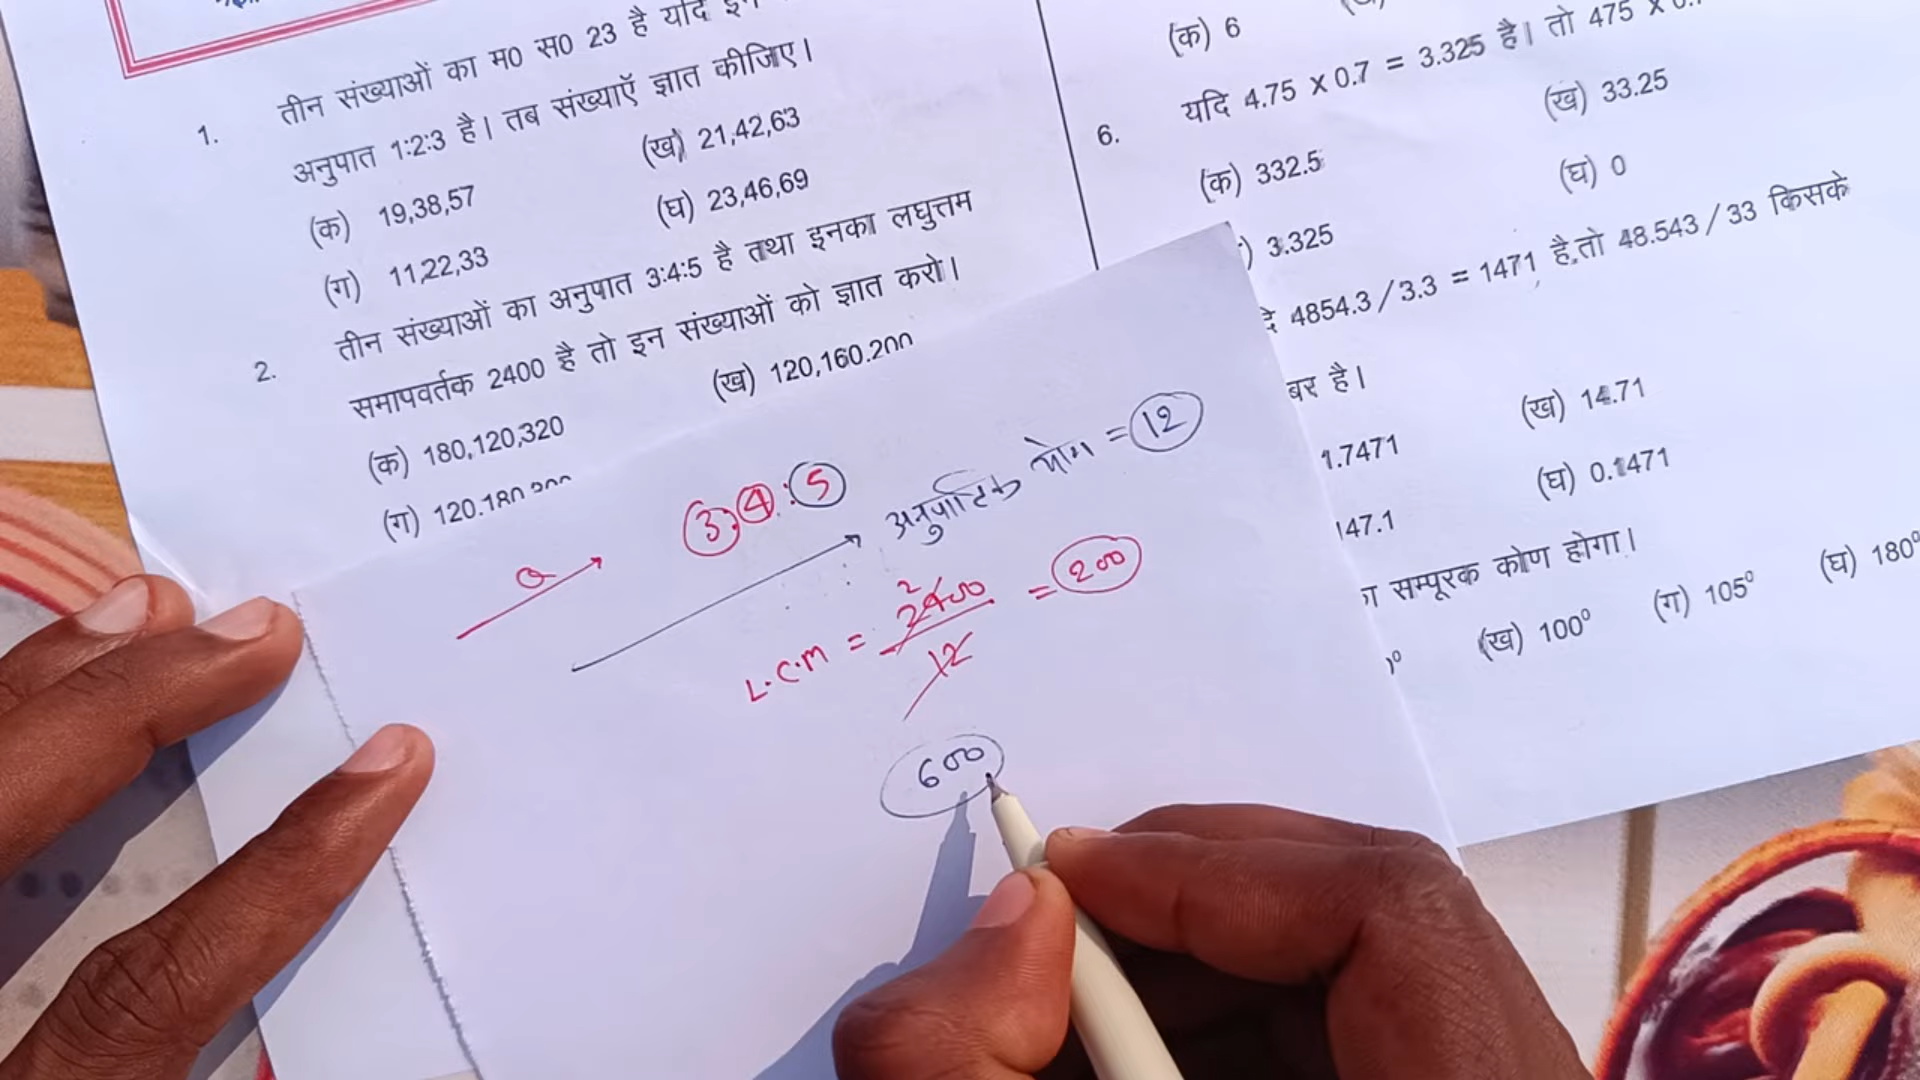 1. तीन संख्याओं का म0 स0 23 है यदि
अनुपात 1:2:3 है। तब संख्याएँ ज्ञात कीजिए।
(क) 19,38,57 (ख) 21,42,63
(ग) 11,22,33 (घ) 23,46,69
2. तीन संख्याओं का अनुपात 3:4:5 है तथा इनका लघुत्तम
समापवर्तक 2400 है तो इन संख्याओं को ज्ञात करो।
(क) 180,120,320 (ख) 120,160.200
(ग) 120.180
3:4:5
अनुपातिक योग = 12
L.C.M = 2400 / 12 = 200
2
600
(क) 6
6. यदि 4.75 x 0.7 = 3.325 है। तो 475 x
(क) 332.5 (ख) 33.25
) 3.325 (घ) 0
4854.3 / 3.3 = 1471 है,तो 48.543 / 33 किसके
बर है।
1.7471 (ख) 14.71
147.1 (घ) 0.1471
सम्पूरक कोण होगा।
(ख) 100° (ग) 105° (घ) 180°